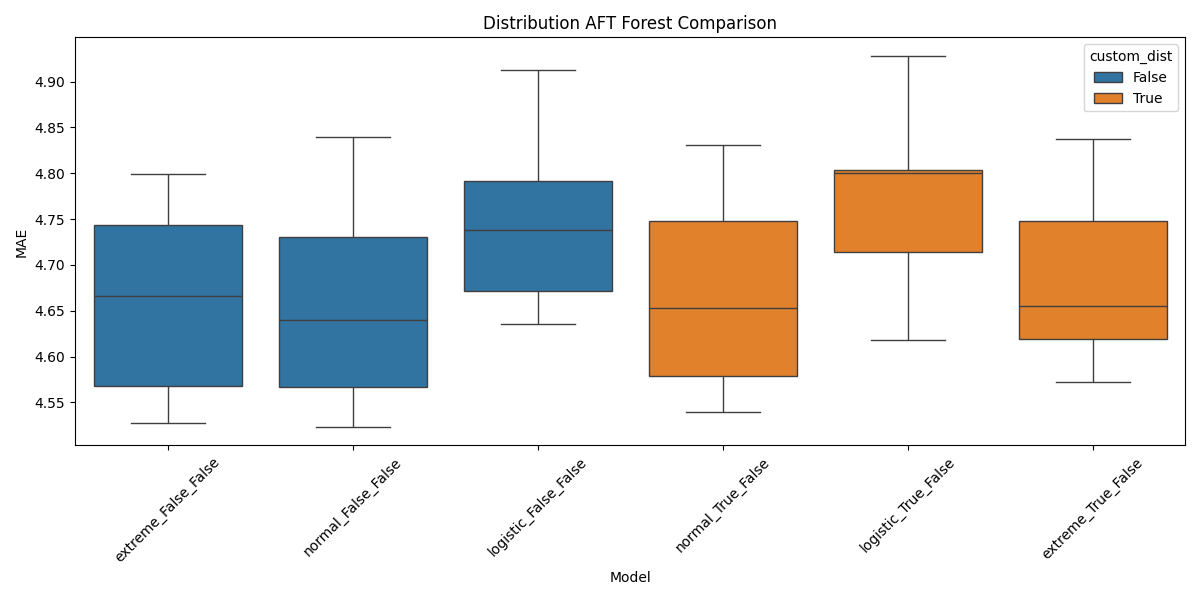 Distribution AFT Forest Comparison
custom_dist
False
True
MAE
4.90
4.85
4.80
4.75
4.70
4.65
4.60
4.55
extreme_False_False
normal_False_False
logistic_False_False
normal_True_False
logistic_True_False
extreme_True_False
Model